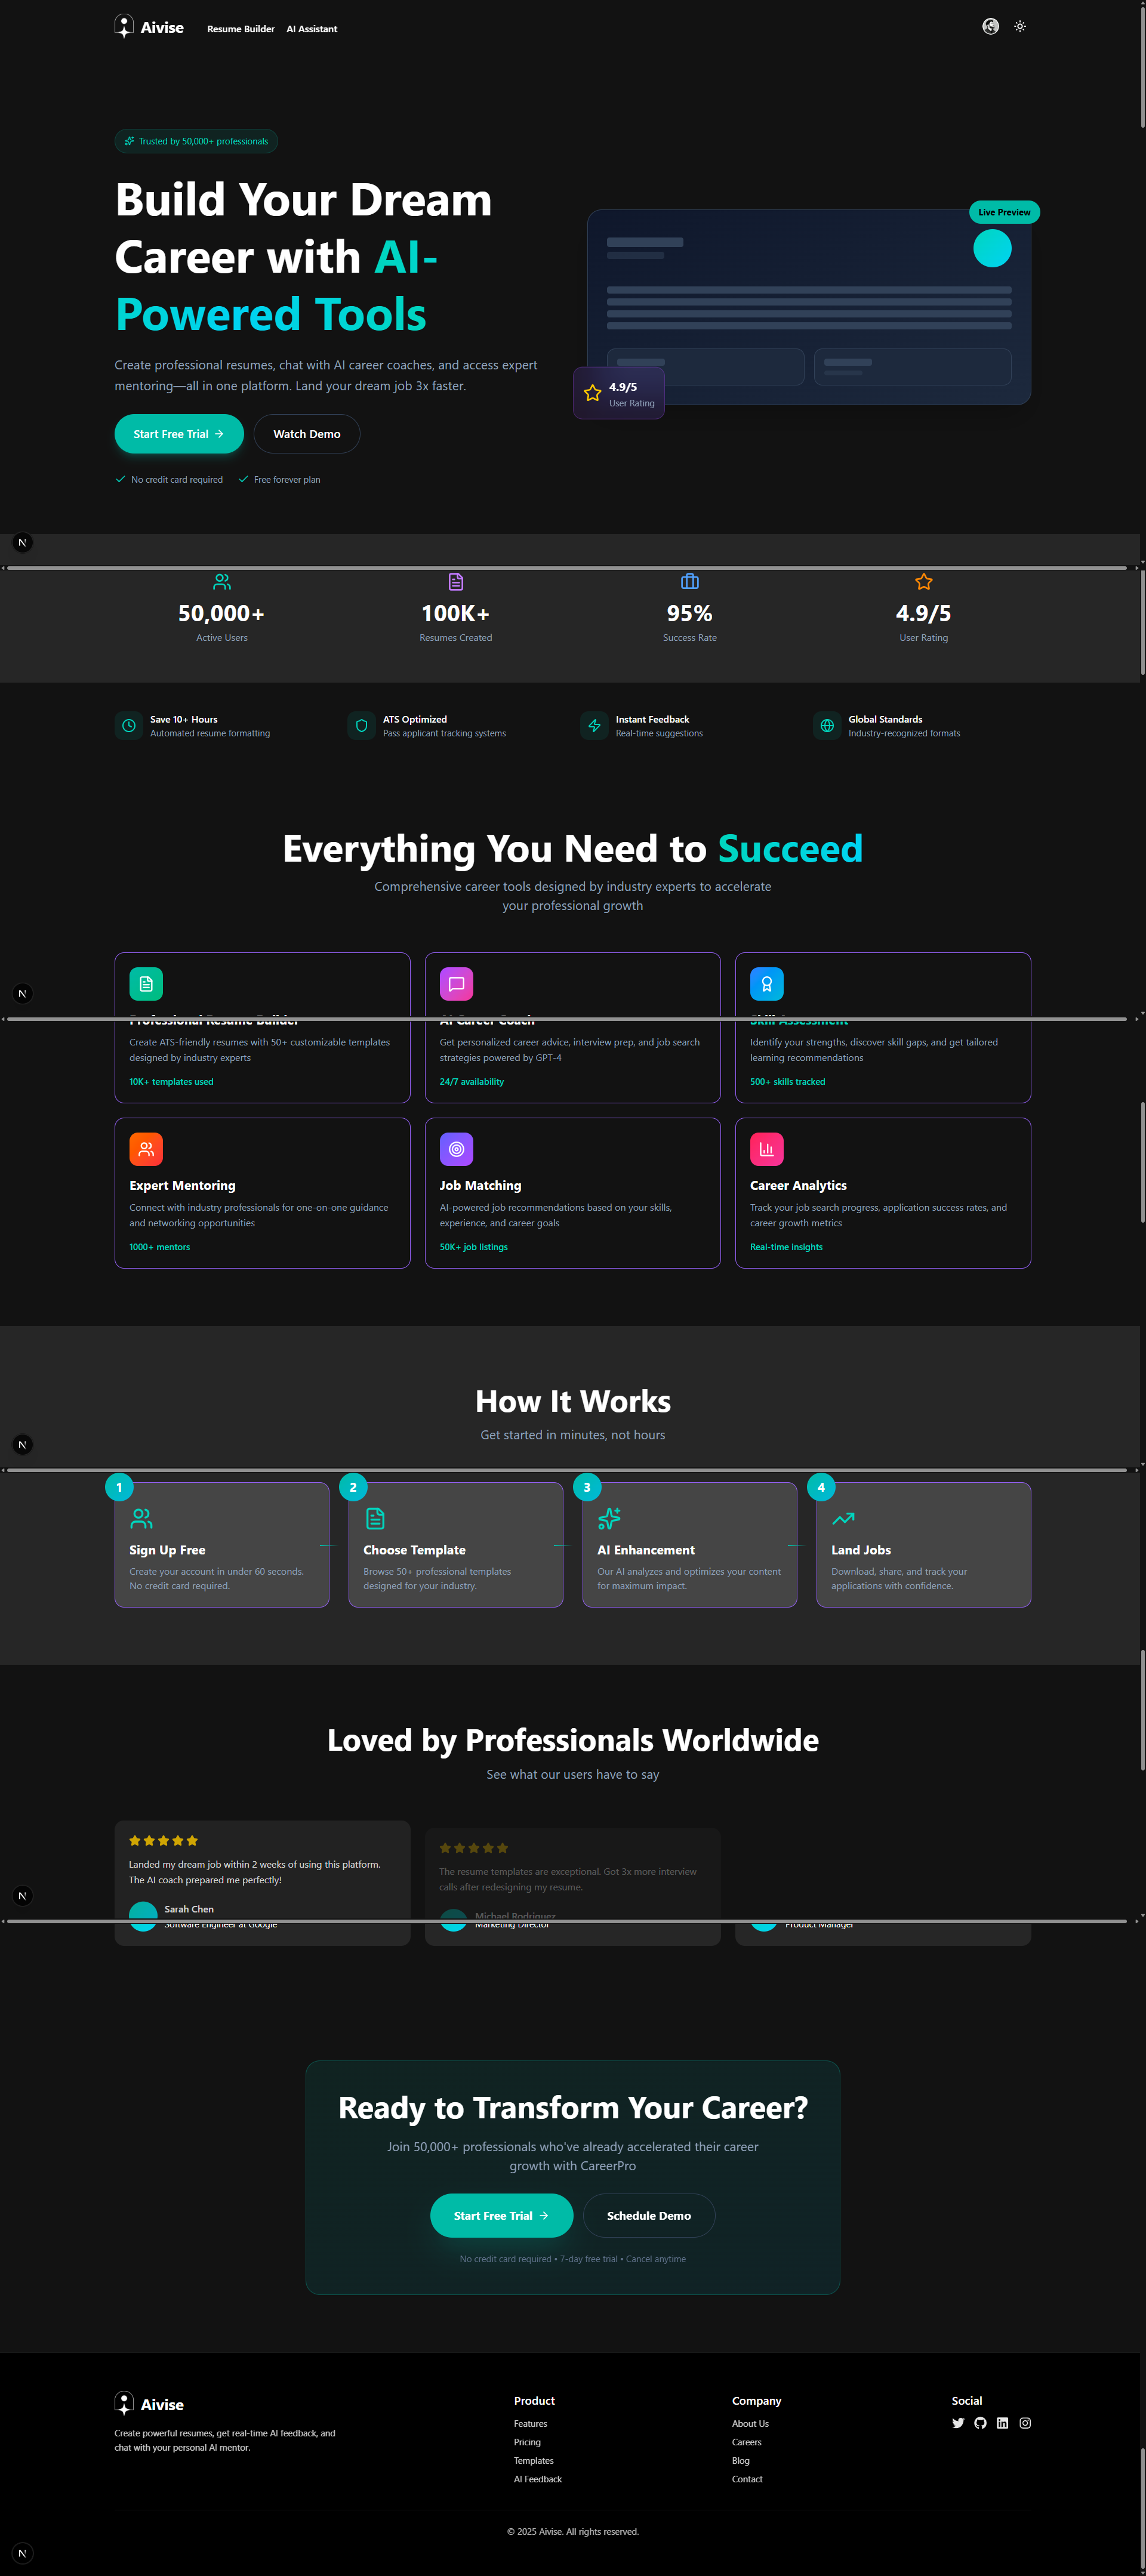 Aivise
Resume Builder
AI Assistant
Trusted by 50,000+ professionals
Build Your Dream
Career with AI-
Powered Tools
Create professional resumes, chat with AI career coaches, and access expert
mentoring—all in one platform. Land your dream job 3x faster.
Start Free Trial
Watch Demo
No credit card required
Free forever plan
Live Preview
4.9/5
User Rating
N
50,000+
Active Users
100K+
Resumes Created
95%
Success Rate
4.9/5
User Rating
Save 10+ Hours
Automated resume formatting
ATS Optimized
Pass applicant tracking systems
Instant Feedback
Real-time suggestions
Global Standards
Industry-recognized formats
Everything You Need to Succeed
Comprehensive career tools designed by industry experts to accelerate
your professional growth
N
Professional Resume Builder
Create ATS-friendly resumes with 50+ customizable templates
designed by industry experts
10K+ templates used
AI Career Coach
Get personalized career advice, interview prep, and job search
strategies powered by GPT-4
24/7 availability
Skill Assessment
Identify your strengths, discover skill gaps, and get tailored
learning recommendations
500+ skills tracked
Expert Mentoring
Connect with industry professionals for one-on-one guidance
and networking opportunities
1000+ mentors
Job Matching
AI-powered job recommendations based on your skills,
experience, and career goals
50K+ job listings
Career Analytics
Track your job search progress, application success rates, and
career growth metrics
Real-time insights
How It Works
Get started in minutes, not hours
N
1
Sign Up Free
Create your account in under 60 seconds.
No credit card required.
2
Choose Template
Browse 50+ professional templates
designed for your industry.
3
AI Enhancement
Our AI analyzes and optimizes your content
for maximum impact.
4
Land Jobs
Download, share, and track your
applications with confidence.
Loved by Professionals Worldwide
See what our users have to say
Landed my dream job within 2 weeks of using this platform.
The AI coach prepared me perfectly!
Sarah Chen
Software Engineer at Google
The resume templates are exceptional. Got 3x more interview
calls after redesigning my resume.
Michael Rodriguez
Marketing Director
Product Manager
N
Ready to Transform Your Career?
Join 50,000+ professionals who've already accelerated their career
growth with CareerPro
Start Free Trial
Schedule Demo
No credit card required • 7-day free trial • Cancel anytime
Aivise
Create powerful resumes, get real-time AI feedback, and
chat with your personal AI mentor.
Product
Features
Pricing
Templates
AI Feedback
Company
About Us
Careers
Blog
Contact
Social
© 2025 Aivise. All rights reserved.
N